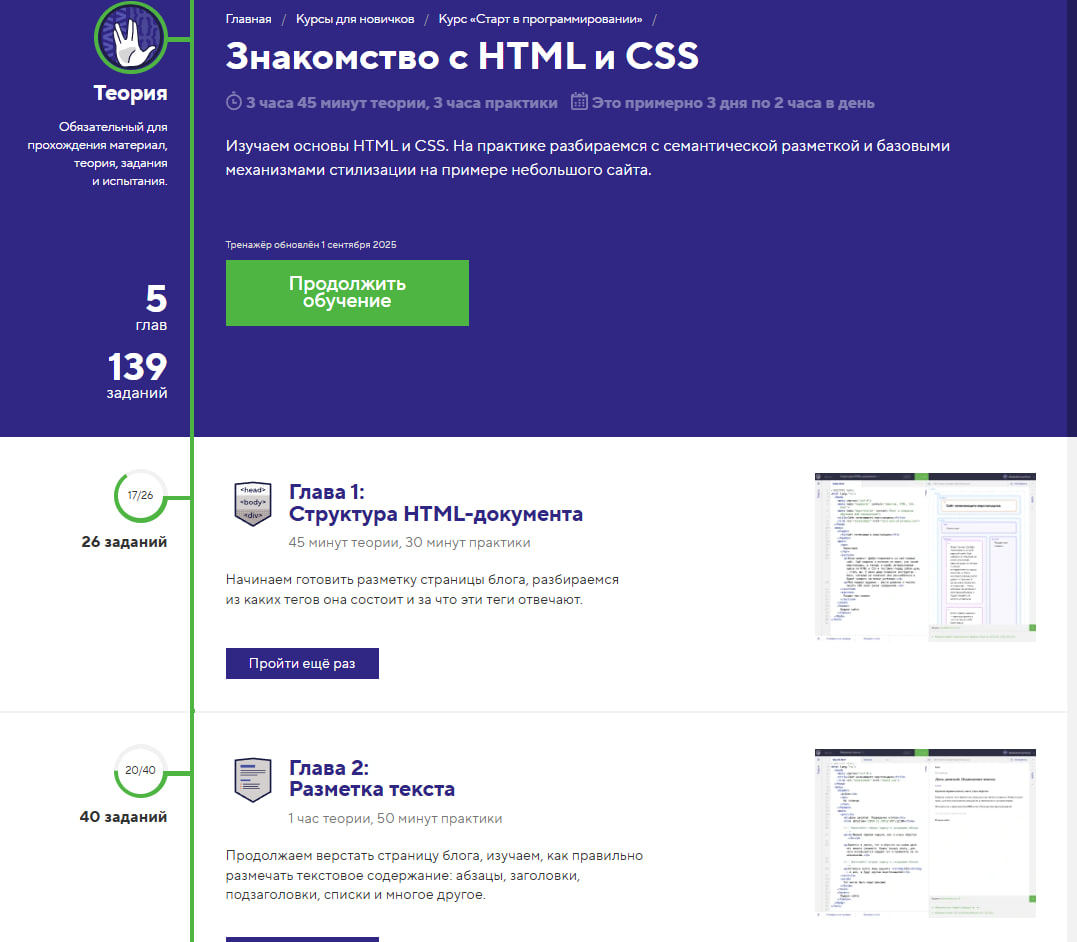 Главная / Курсы для новичков / Курс «Старт в программировании» /
Знакомство с HTML и CSS
3 часа 45 минут теории, 3 часа практики Это примерно 3 дня по 2 часа в день
Изучаем основы HTML и CSS. На практике разбираемся с семантической разметкой и базовыми
механизмами стилизации на примере небольшого сайта.
Тренажёр обновлён 1 сентября 2025
Продолжить
обучение
Теория
Обязательный для
прохождения материал,
теория, задания
и испытания.
5
глав
139
заданий
17/26
26 заданий
<head>
<body>
<div>
Глава 1:
Структура HTML-документа
45 минут теории, 30 минут практики
Начинаем готовить разметку страницы блога, разбираемся
из каких тегов она состоит и за что эти теги отвечают.
Пройти ещё раз
20/40
40 заданий
Глава 2:
Разметка текста
1 час теории, 50 минут практики
Продолжаем верстать страницу блога, изучаем, как правильно
размечать текстовое содержание: абзацы, заголовки,
подзаголовки, списки и многое другое.